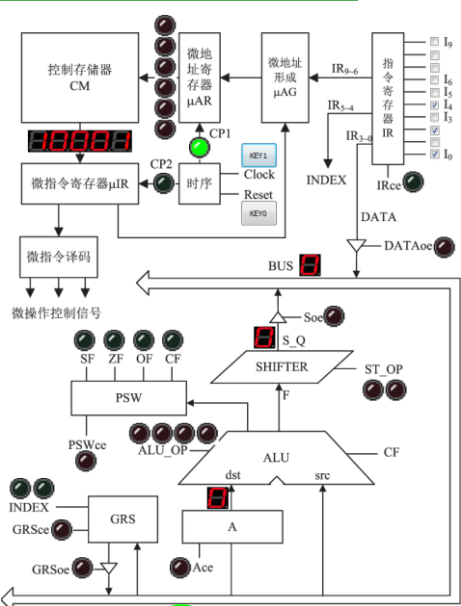 控制存储器
CM
微地
址寄
存器
μAR
微地址
形成
μAG
指
令
寄
存
器
IR
IR9~6
IR5~4
IR3~0
I9
I6
I5
I4
I3
I0
10001
CP1
CP2
微指令寄存器μIR
时序
KEY1
Clock
Reset
KEY0
INDEX
IRce
DATA
DATAoe
微指令译码
微操作控制信号
BUS
Soe
S_Q
SHIFTER
ST_OP
F
SF
ZF
OF
CF
PSW
PSWce
ALU_OP
ALU
CF
dst
src
INDEX
GRS
GRSce
GRSoe
A
Ace